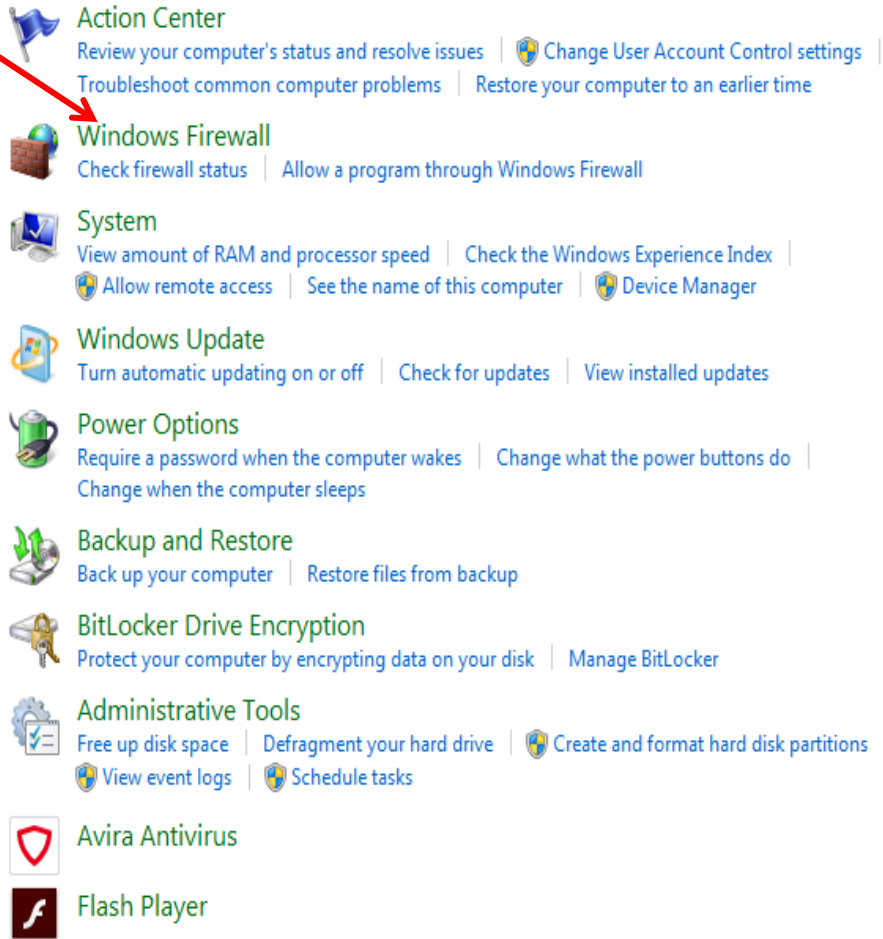 Action Center
Review your computer's status and resolve issues | Change User Account Control settings |
Troubleshoot common computer problems | Restore your computer to an earlier time
Windows Firewall
Check firewall status | Allow a program through Windows Firewall
System
View amount of RAM and processor speed | Check the Windows Experience Index |
Allow remote access | See the name of this computer | Device Manager
Windows Update
Turn automatic updating on or off | Check for updates | View installed updates
Power Options
Require a password when the computer wakes | Change what the power buttons do |
Change when the computer sleeps
Backup and Restore
Back up your computer | Restore files from backup
BitLocker Drive Encryption
Protect your computer by encrypting data on your disk | Manage BitLocker
Administrative Tools
Free up disk space | Defragment your hard drive | Create and format hard disk partitions
View event logs | Schedule tasks
Avira Antivirus
Flash Player